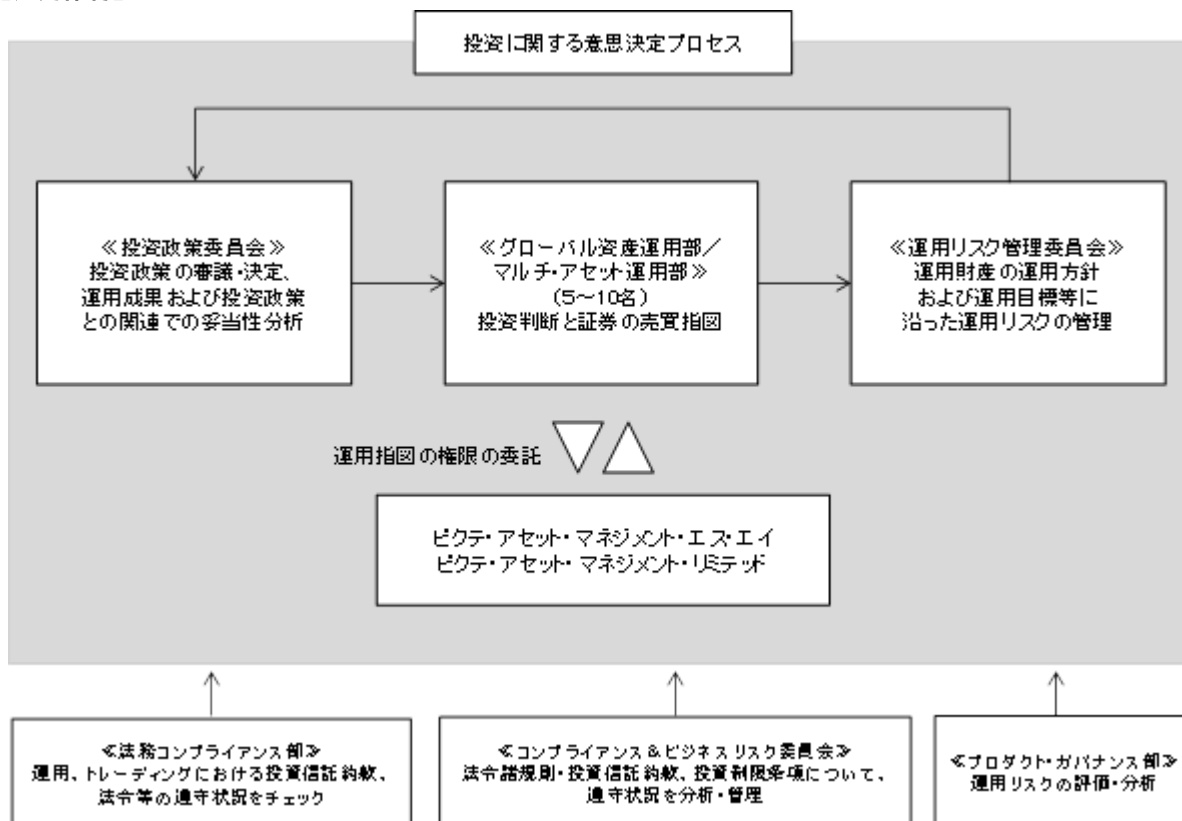 投資に関する意思決定プロセス
≪投資政策委員会≫
投資政策の審議・決定、
運用成果および投資政策
との関連での妥当性分析
≪グローバル資産運用部／
マルチ・アセット運用部≫
（5～10名）
投資判断と証券の売買指図
≪運用リスク管理委員会≫
運用財産の運用方針
および運用目標等に
沿った運用リスクの管理
運用指図の権限の委託
ピクテ・アセット・マネジメント・エス・エイ
ピクテ・アセット・マネジメント・リミテッド
≪法務コンプライアンス部≫
運用、トレーディングにおける投資信託約款、
法令等の遵守状況をチェック
≪コンプライアンス＆ビジネスリスク委員会≫
法令諸規則・投資信託約款、投資制限条項について、
遵守状況を分析・管理
≪プロダクト・ガバナンス部≫
運用リスクの評価・分析